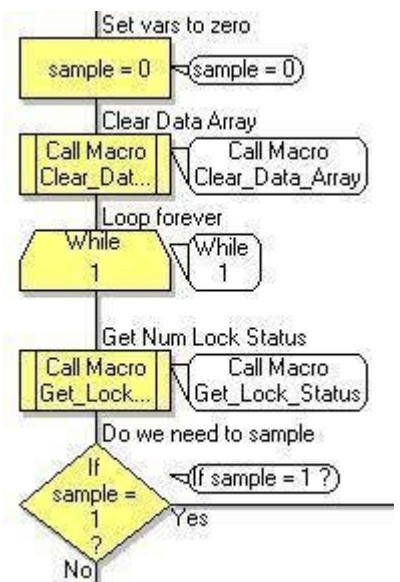 Set vars to zero
sample = 0
sample = 0
Clear Data Array
Call Macro
Clear_Dat...
Call Macro
Clear_Data_Array
Loop forever
While
1
While
1
Get Num Lock Status
Call Macro
Get_Lock...
Call Macro
Get_Lock_Status
Do we need to sample
If
sample =
1
?
If sample = 1 ?
Yes
No